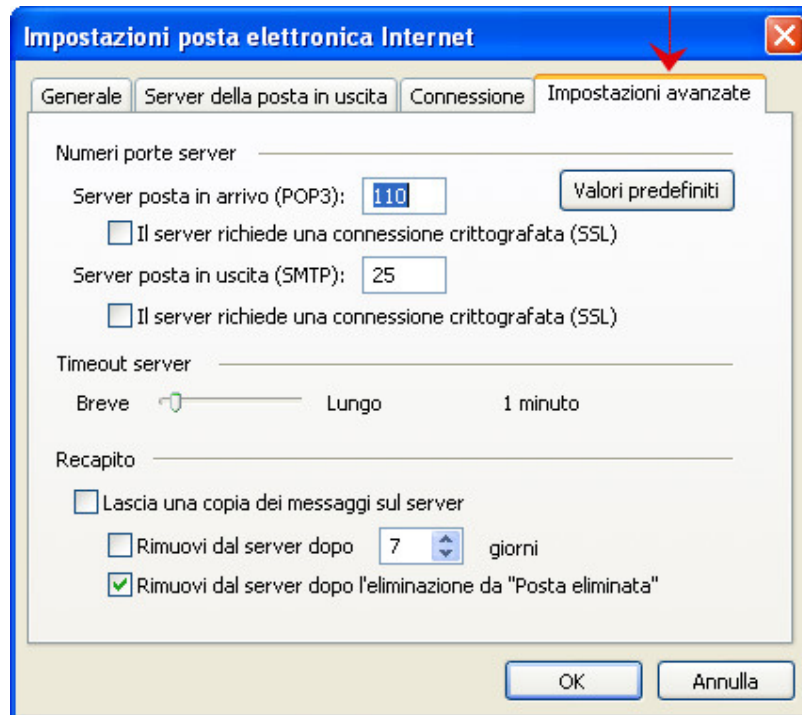 Impostazioni posta elettronica Internet
Generale Server della posta in uscita Connessione Impostazioni avanzate
Numeri porte server
Server posta in arrivo (POP3): 110 Valori predefiniti
Il server richiede una connessione crittografata (SSL)
Server posta in uscita (SMTP): 25
Il server richiede una connessione crittografata (SSL)
Timeout server
Breve Lungo 1 minuto
Recapito
Lascia una copia dei messaggi sul server
Rimuovi dal server dopo 7 giorni
Rimuovi dal server dopo l'eliminazione da "Posta eliminata"
OK Annulla